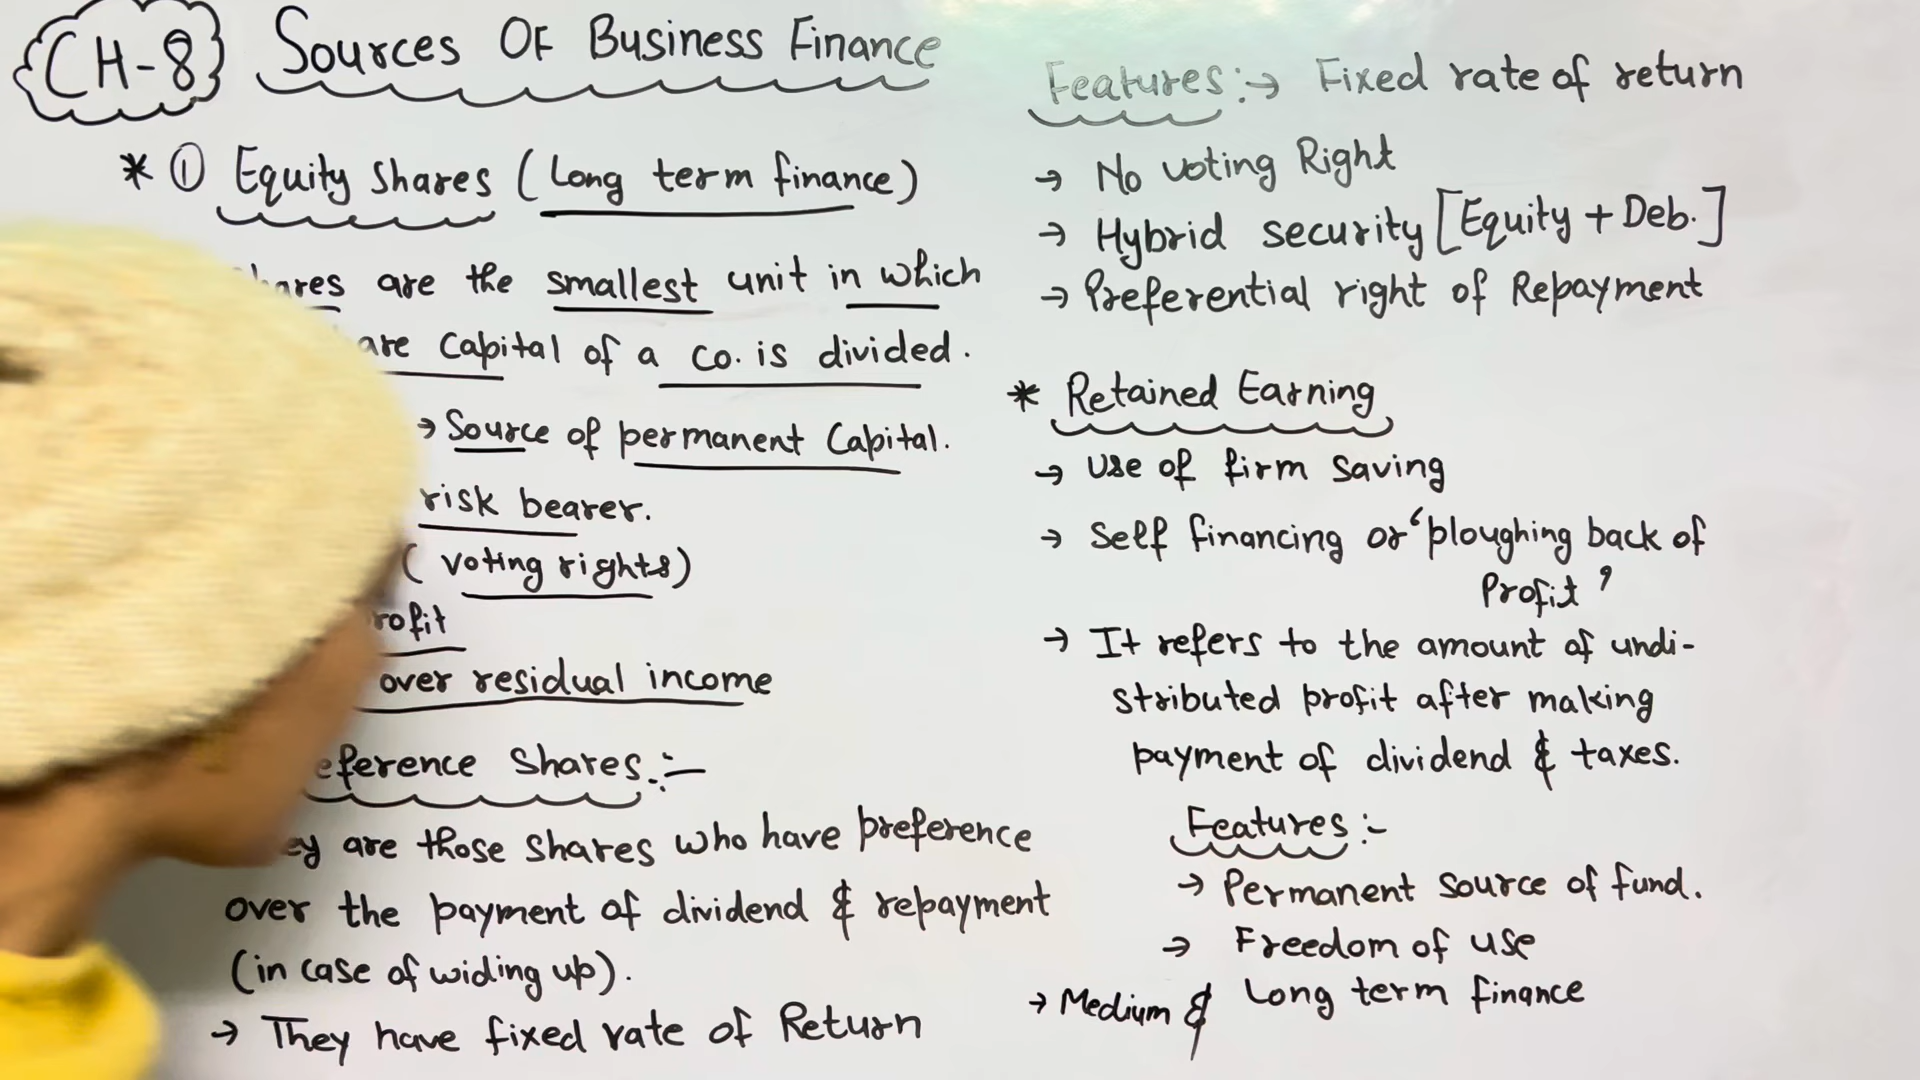 CH-8 Sources OF Business Finance
* ① Equity Shares (Long term finance)
are the smallest unit in which
Capital of a Co. is divided.
→ Source of permanent Capital.
risk bearer.
(voting rights)
over residual income
Shares :-
are those shares who have preference
over the payment of dividend & repayment
(in case of widing up).
→ They have fixed rate of Return
Features :→ Fixed rate of return
→ No voting Right
→ Hybrid security [Equity + Deb.]
→ Preferential right of Repayment
* Retained Earning
→ Use of firm saving
→ Self financing or ‘ploughing back of
Profit’
→ It refers to the amount of undi-
stributed profit after making
payment of dividend & taxes.
Features :-
→ Permanent source of fund.
→ Freedom of use
→ Medium & Long term finance